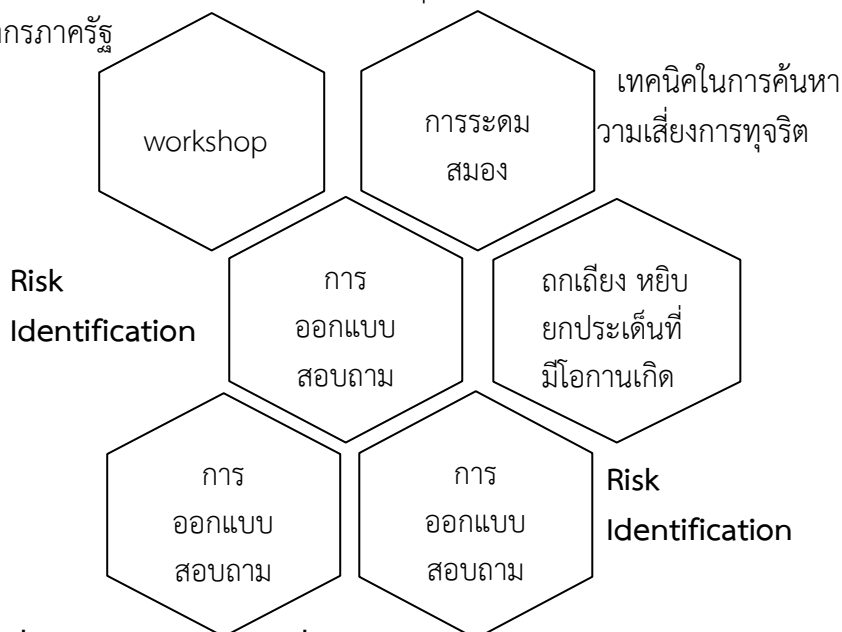 กรภาครัฐ
workshop
การระดม
สมอง
เทคนิคในการค้นหา
วามเสี่ยงการทุจริต
Risk
Identification
การ
ออกแบบ
สอบถาม
ถกเถียง หยิบ
ยกประเด็นที่
มีโอกานเกิด
การ
ออกแบบ
สอบถาม
การ
ออกแบบ
สอบถาม
Risk
Identification